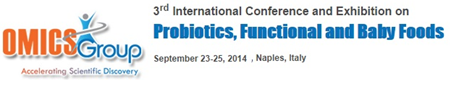 OMICS Group
Accelerating Scientific Discovery
3rd International Conference and Exhibition on
Probiotics, Functional and Baby Foods
September 23-25, 2014 , Naples, Italy